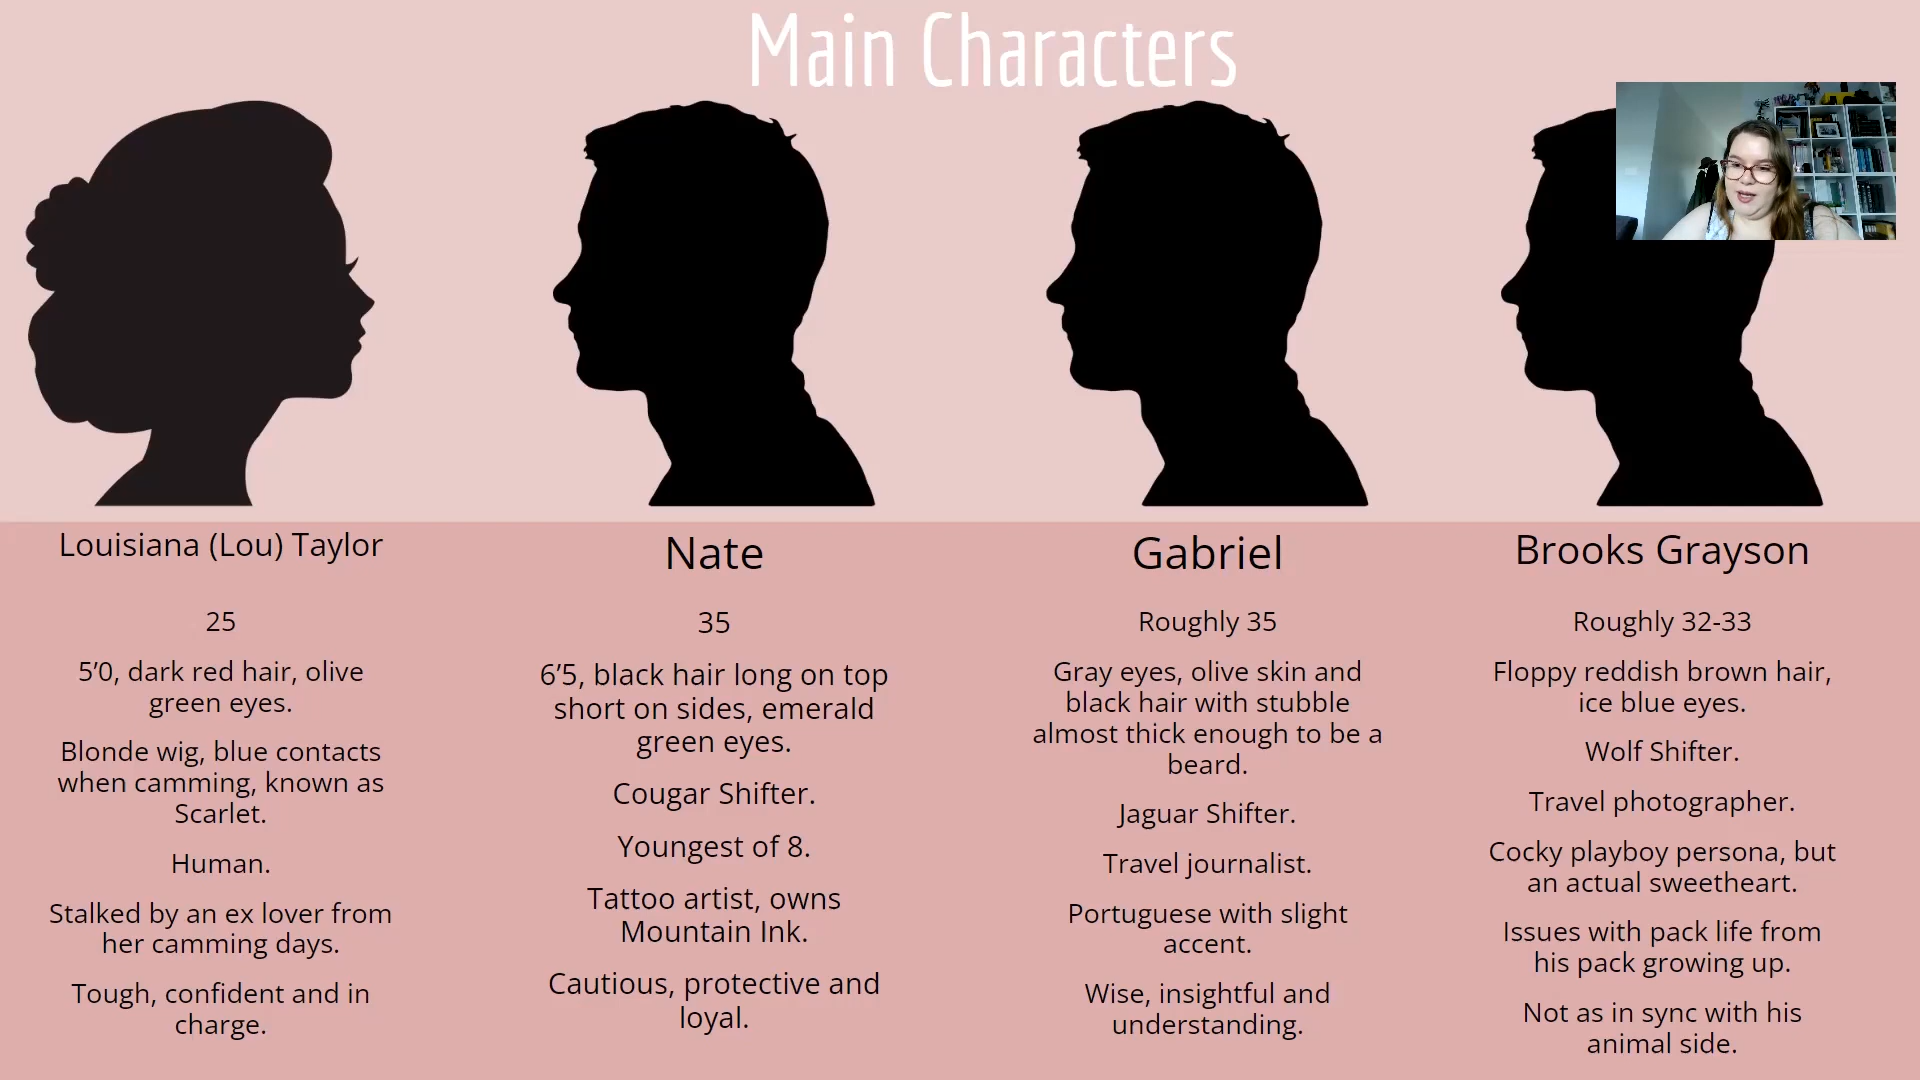 Main Characters
Louisiana (Lou) Taylor
25
5’0, dark red hair, olive
green eyes.
Blonde wig, blue contacts
when camming, known as
Scarlet.
Human.
Stalked by an ex lover from
her camming days.
Tough, confident and in
charge.
Nate
35
6’5, black hair long on top
short on sides, emerald
green eyes.
Cougar Shifter.
Youngest of 8.
Tattoo artist, owns
Mountain Ink.
Cautious, protective and
loyal.
Gabriel
Roughly 35
Gray eyes, olive skin and
black hair with stubble
almost thick enough to be a
beard.
Jaguar Shifter.
Travel journalist.
Portuguese with slight
accent.
Wise, insightful and
understanding.
Brooks Grayson
Roughly 32-33
Floppy reddish brown hair,
ice blue eyes.
Wolf Shifter.
Travel photographer.
Cocky playboy persona, but
an actual sweetheart.
Issues with pack life from
his pack growing up.
Not as in sync with his
animal side.